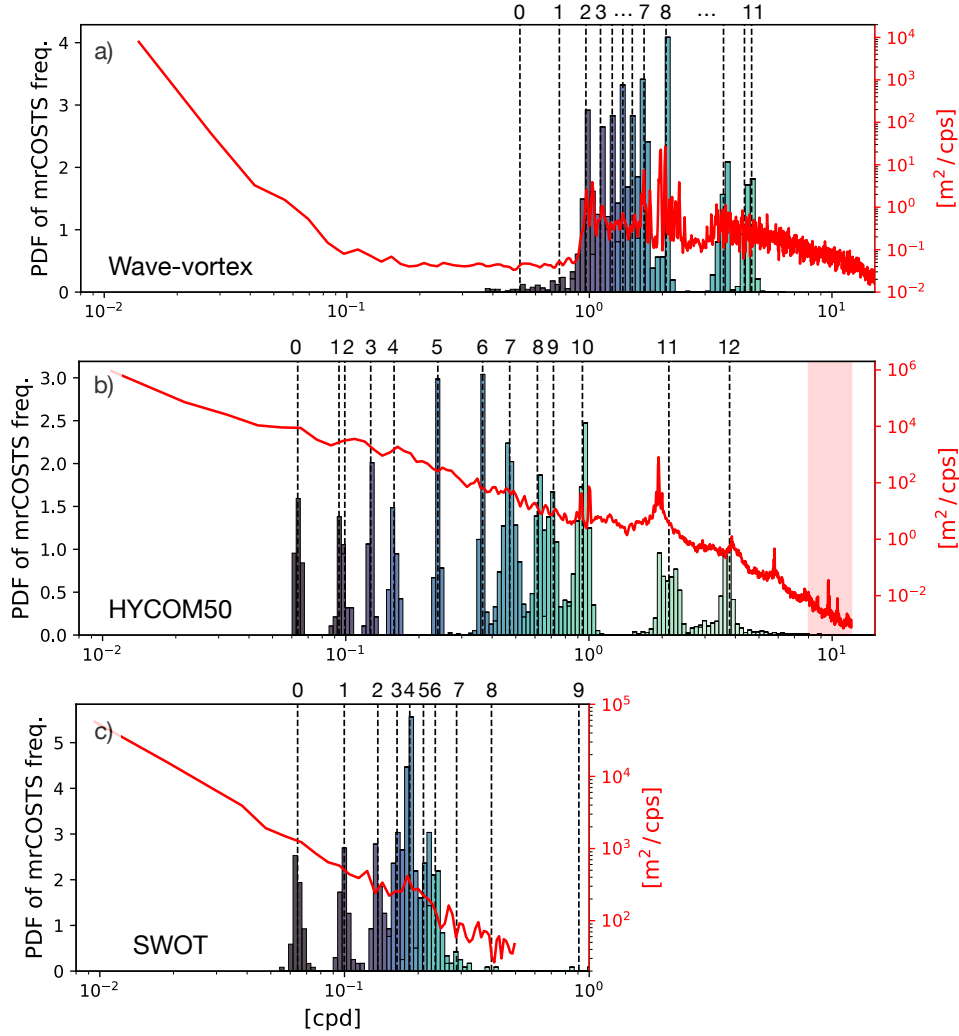 0 1 2 3 ... 7 8 ... 11
a)
PDF of mrCOSTS freq.
4
3
2
1
0
Wave-vortex
10⁴
10³
10²
10¹
10⁰
10⁻¹
10⁻²
[m²/cps]
10⁻² 10⁻¹ 10⁰ 10¹
0 1 2 3 4 5 6 7 8 9 10 11 12
b)
PDF of mrCOSTS freq.
3.0
2.5
2.0
1.5
1.0
0.5
0.0
HYCOM50
10⁶
10⁴
10²
10⁰
10⁻²
[m²/cps]
10⁻² 10⁻¹ 10⁰ 10¹
0 1 2 3 4 5 6 7 8 9
c)
PDF of mrCOSTS freq.
5
4
3
2
1
0
SWOT
10⁵
10⁴
10³
10²
[m²/cps]
10⁻² 10⁻¹ 10⁰
[cpd]